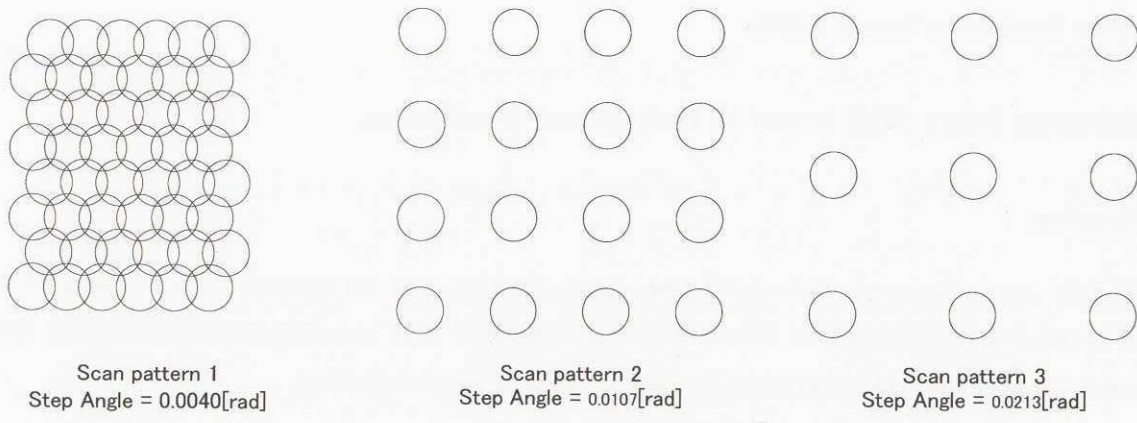 Scan pattern 1
Step Angle = 0.0040[rad]
Scan pattern 2
Step Angle = 0.0107[rad]
Scan pattern 3
Step Angle = 0.0213[rad]